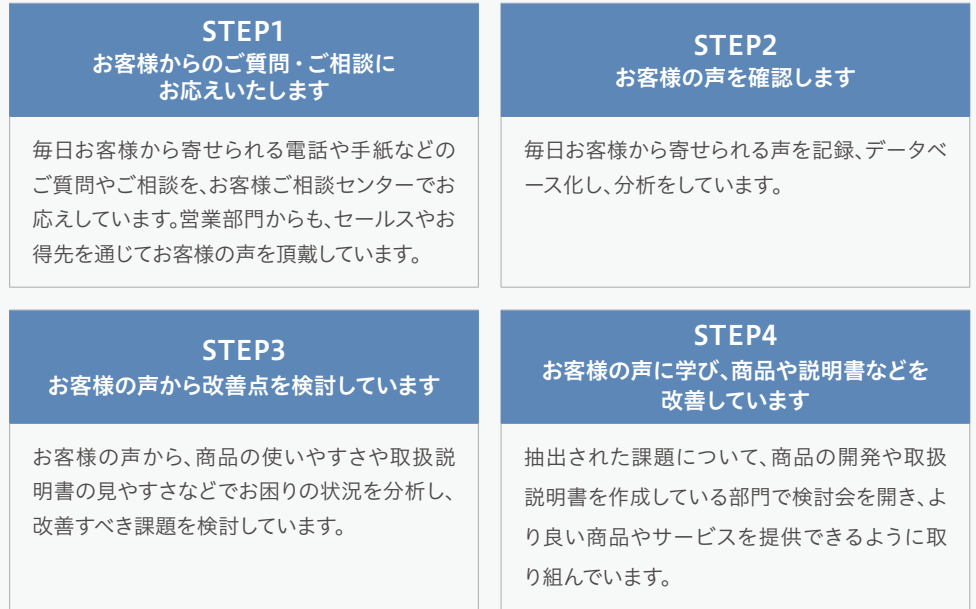 STEP1
お客様からのご質問・ご相談に
お応えいたします
毎日お客様から寄せられる電話や手紙などの
ご質問やご相談を、お客様ご相談センターでお
応えしています。営業部門からも、セールスやお
得先を通じてお客様の声を頂戴しています。
STEP2
お客様の声を確認します
毎日お客様から寄せられる声を記録、データベ
ース化し、分析をしています。
STEP3
お客様の声から改善点を検討しています
お客様の声から、商品の使いやすさや取扱説
明書の見やすさなどでお困りの状況を分析し、
改善すべき課題を検討しています。
STEP4
お客様の声に学び、商品や説明書などを
改善しています
抽出された課題について、商品の開発や取扱
説明書を作成している部門で検討会を開き、よ
り良い商品やサービスを提供できるように取
り組んでいます。